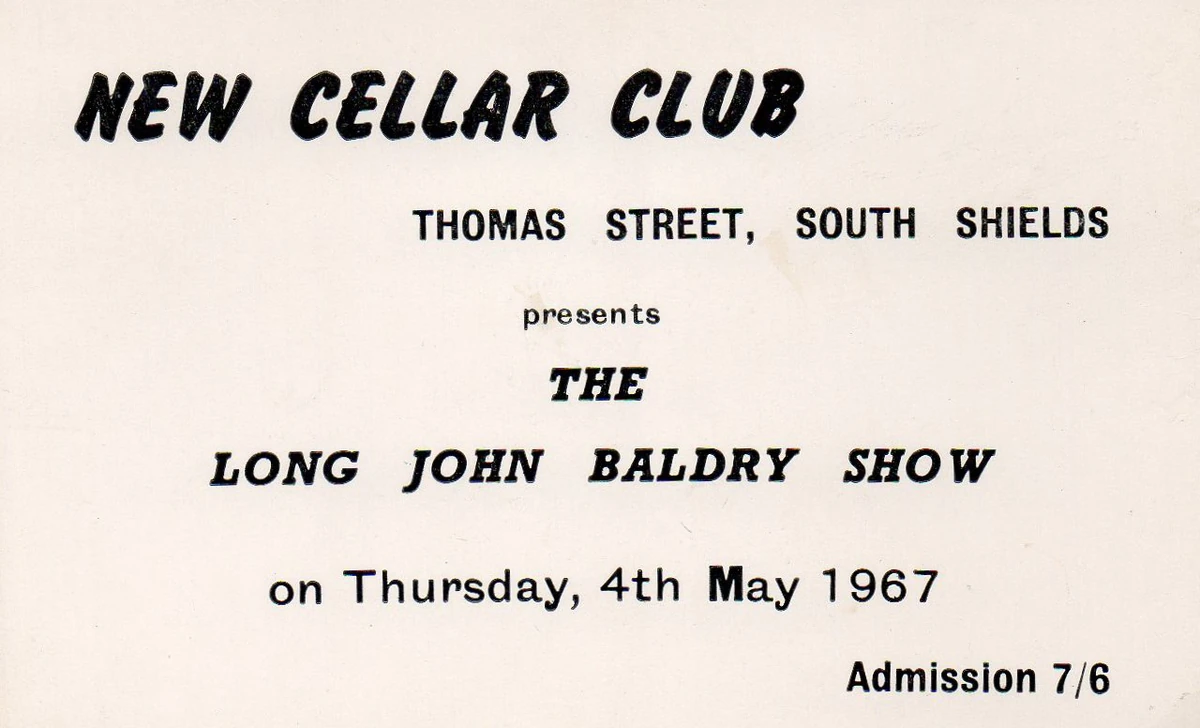 NEW CELLAR CLUB
THOMAS STREET, SOUTH SHIELDS
presents
THE
LONG JOHN BALDRY SHOW
on Thursday, 4th May 1967
Admission 7/6